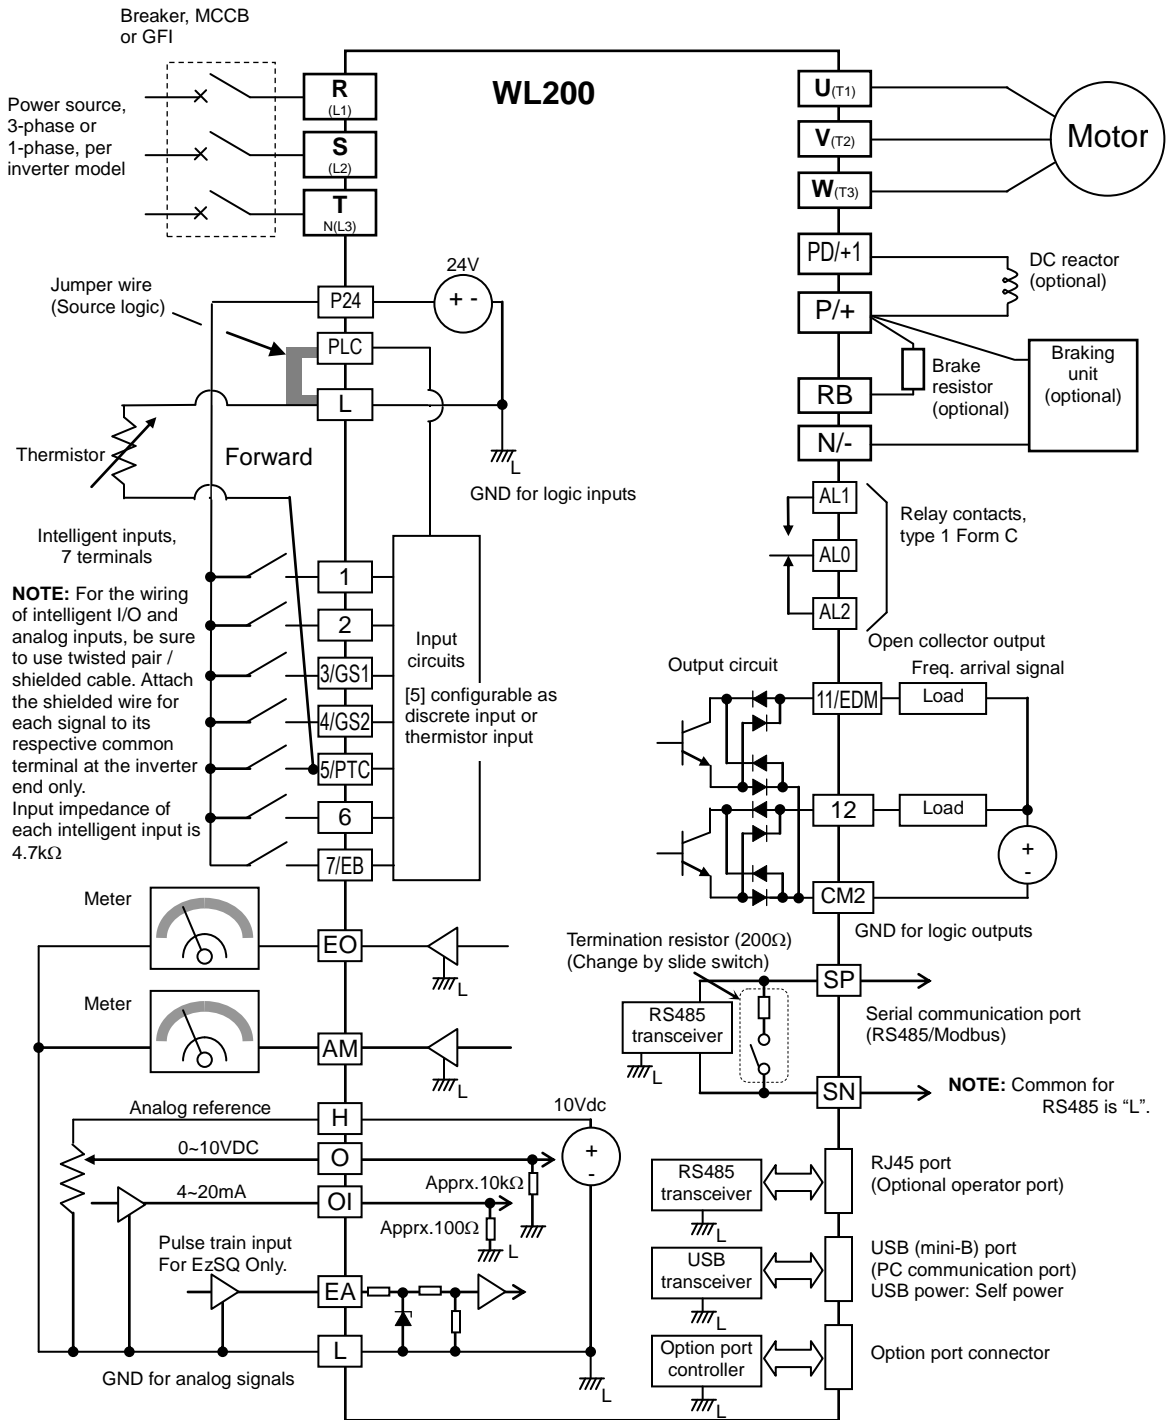 Breaker, MCCB
or GFI
WL200
Power source,
3-phase or
1-phase, per
inverter model
R
(L1)
S
(L2)
T
N(L3)
U(T1)
V(T2)
W(T3)
Motor
PD/+1
P/+
RB
N/-
DC reactor
(optional)
Brake
resistor
(optional)
Braking
unit
(optional)
Jumper wire
(Source logic)
24V
P24
+ -
PLC
L
L
GND for logic inputs
Thermistor
Forward
AL1
AL0
AL2
Relay contacts,
type 1 Form C
Intelligent inputs,
7 terminals
NOTE: For the wiring
of intelligent I/O and
analog inputs, be sure
to use twisted pair /
shielded cable. Attach
the shielded wire for
each signal to its
respective common
terminal at the inverter
end only.
Input impedance of
each intelligent input is
4.7kΩ
1
2
3/GS1
4/GS2
5/PTC
6
7/EB
Input
circuits
[5] configurable as
discrete input or
thermistor input
Open collector output
Output circuit
Freq. arrival signal
11/EDM
Load
12
Load
+
-
CM2
GND for logic outputs
Meter
EO
L
Meter
AM
L
Termination resistor (200Ω)
(Change by slide switch)
RS485
transceiver
L
SP
Serial communication port
(RS485/Modbus)
SN
NOTE: Common for
RS485 is “L”.
Analog reference
H
10Vdc
+
-
0~10VDC
O
Apprx.10kΩ
4~20mA
OI
Apprx.100Ω
L
Pulse train input
For EzSQ Only.
EA
L
L
GND for analog signals
RS485
transceiver
L
RJ45 port
(Optional operator port)
USB
transceiver
L
USB (mini-B) port
(PC communication port)
USB power: Self power
Option port
controller
L
Option port connector